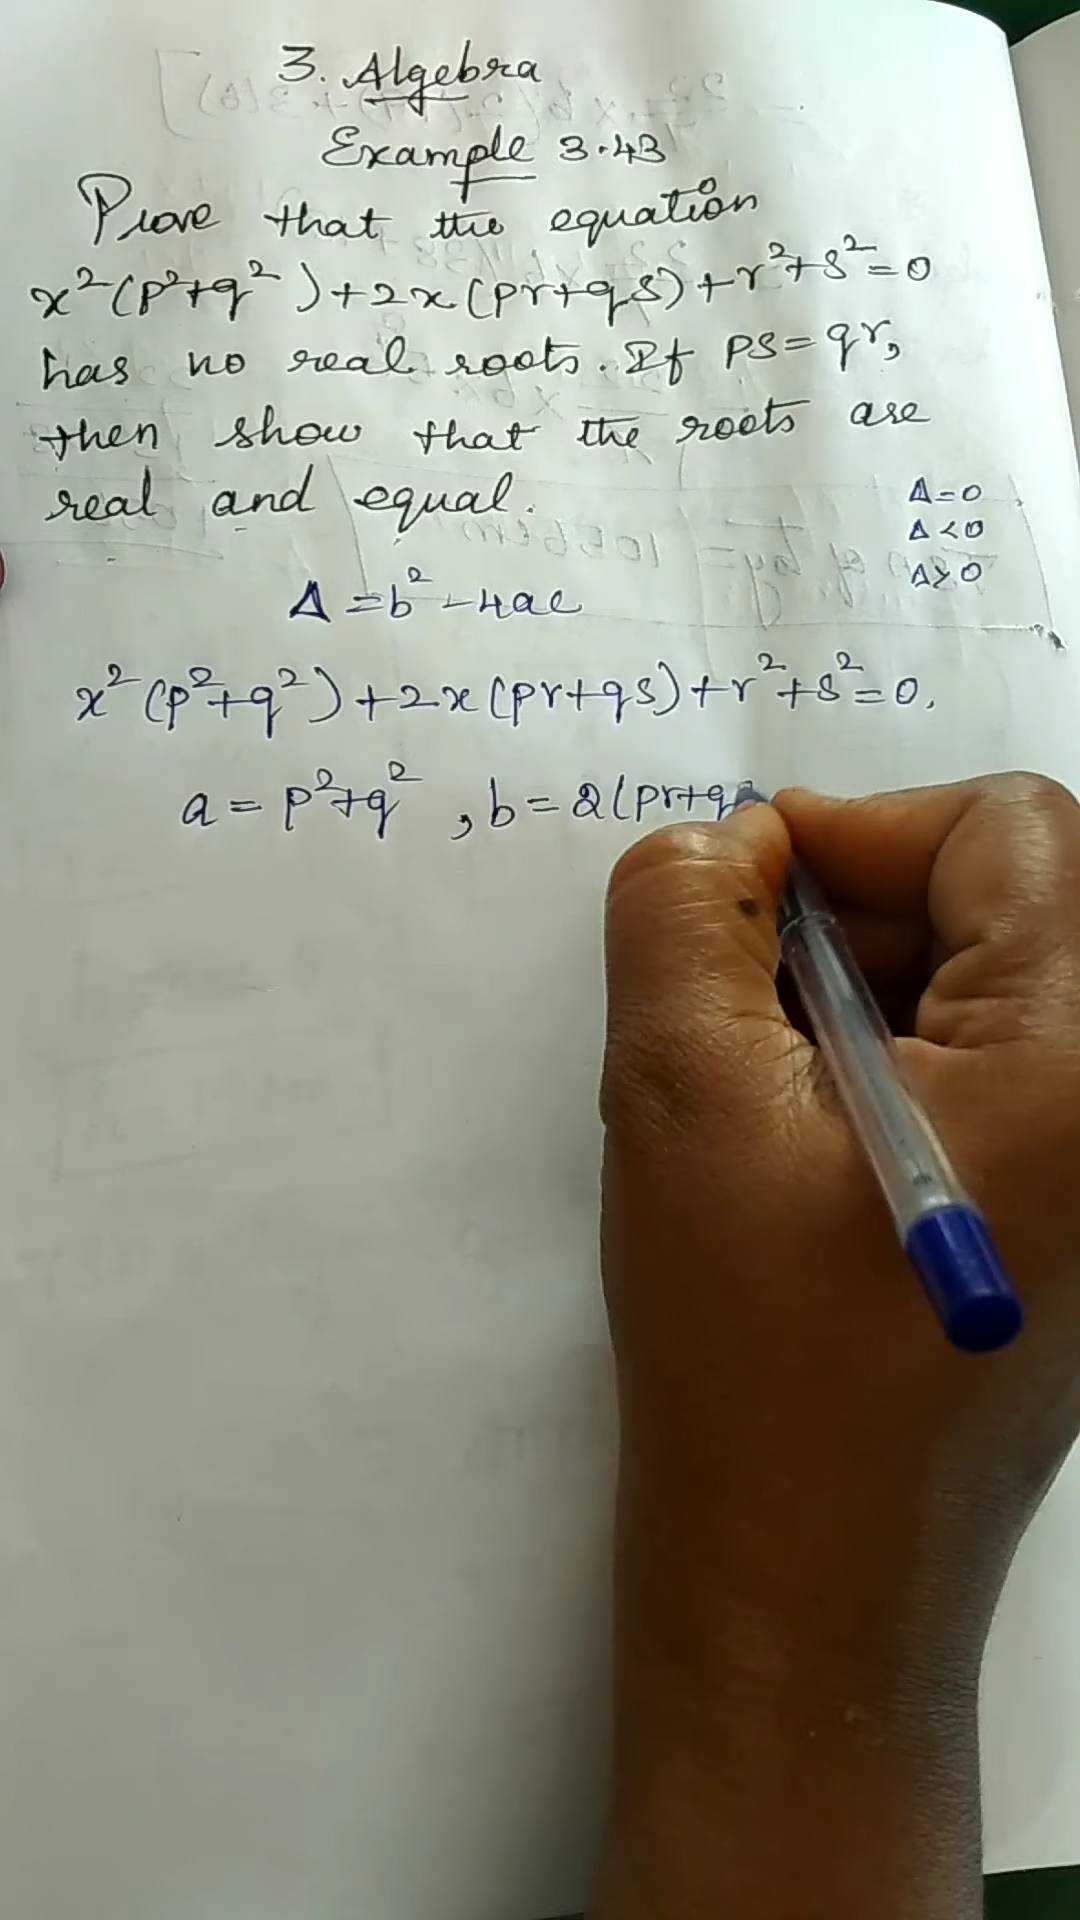 3. Algebra
Example 3.43
Prove that the equation
x²(p²+q²)+2x(pr+qs)+r²+s²=0
has no real roots. If ps=qr,
then show that the roots are
real and equal.
Δ=0
Δ<0
Δ>0
Δ=b²-4ac
x²(p²+q²)+2x(pr+qs)+r²+s²=0.
a=p²+q², b=2(pr+q